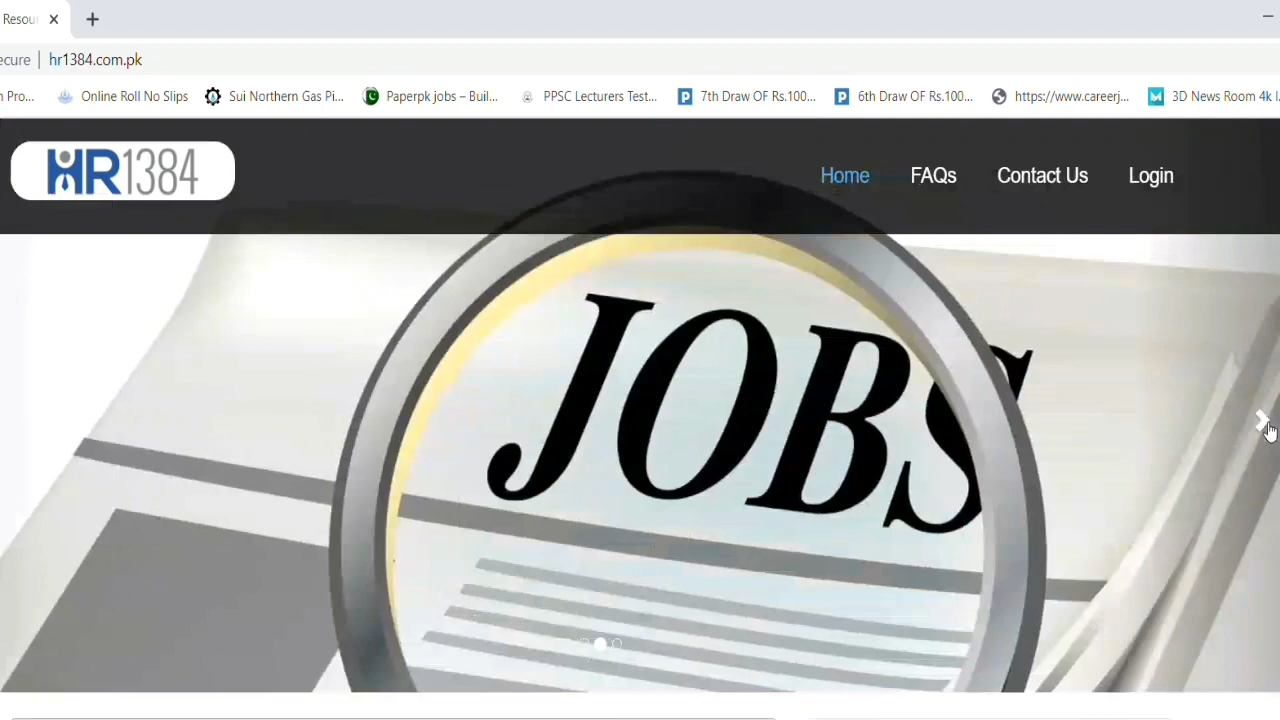 Resou
ecure | hr1384.com.pk
n Pro... Online Roll No Slips Sui Northern Gas Pi... Paperpk jobs – Buil... PPSC Lecturers Test... 7th Draw OF Rs.100... 6th Draw OF Rs.100... https://www.careerj... 3D News Room 4k I
HR1384 Home FAQs Contact Us Login
JOBS